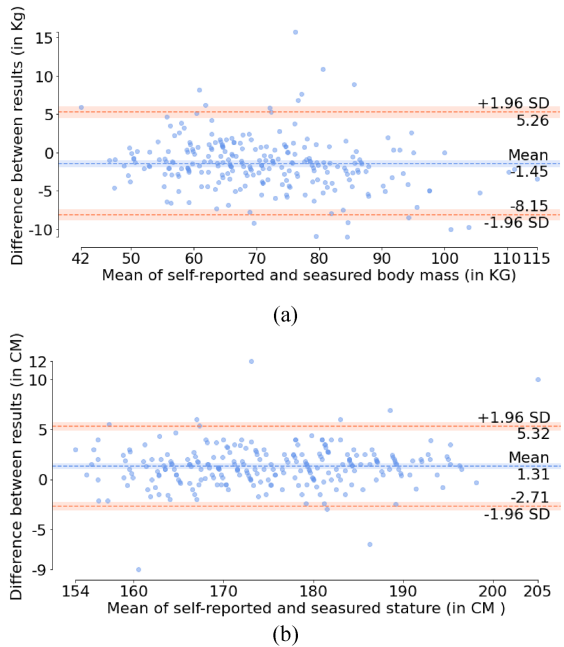 Difference between results (in Kg)
15
10
5
0
-5
-10
+1.96 SD
5.26
Mean
-1.45
-8.15
-1.96 SD
42 50 60 70 80 90 100 110 115
Mean of self-reported and seasured body mass (in KG)
(a)
Difference between results (in CM)
12
10
5
0
-5
-9
+1.96 SD
5.32
Mean
1.31
-2.71
-1.96 SD
154 160 170 180 190 200 205
Mean of self-reported and seasured stature (in CM )
(b)